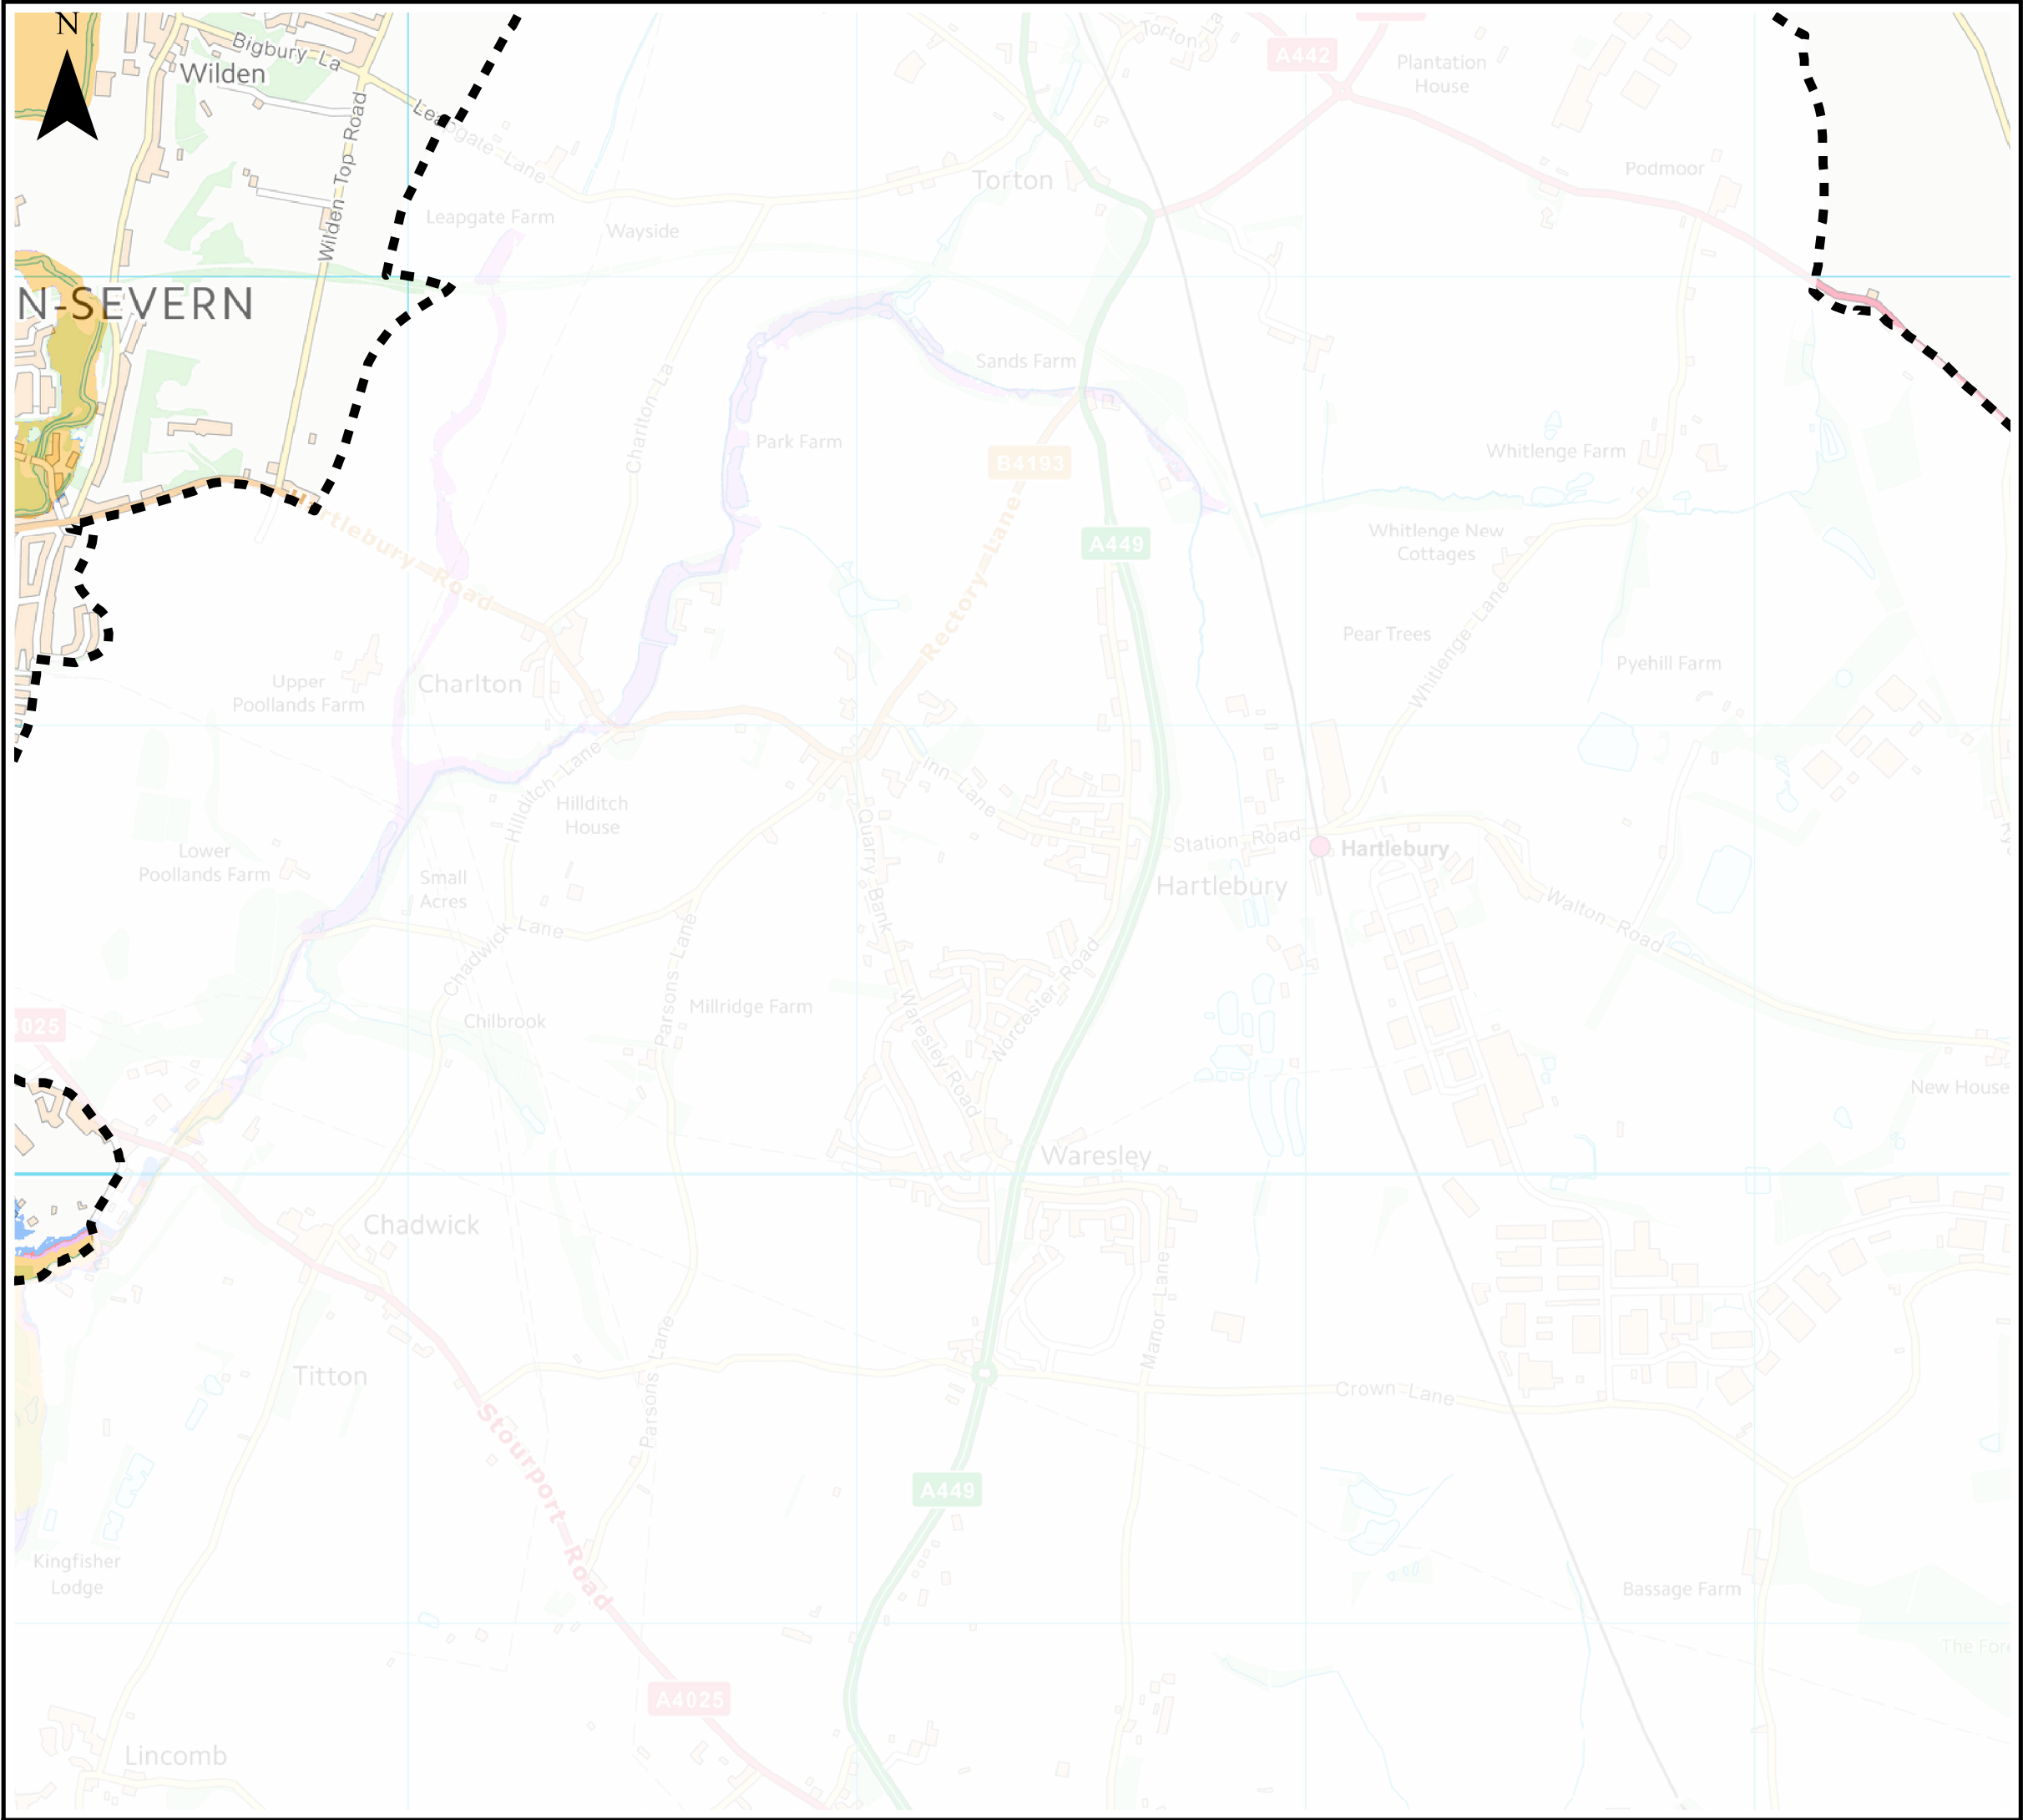 N
Bigbury La
Wilden
Leapgate Lane
Torton La
A442
Plantation
House
Wilden Top Road
Torton
Podmoor
Leapgate Farm
Wayside
N-SEVERN
Sands Farm
Charlton La
Park Farm
B4193
Whitlenge Farm
Hartlebury Road
A449
Whitlenge New
Cottages
Rectory Lane
Whitlenge Lane
Pear Trees
Pyehill Farm
Upper
Poollands Farm
Charlton
Hillditch Lane
Inn Lane
Hillditch
House
Quarry Bank
Station Road
Hartlebury
Lower
Poollands Farm
Small
Acres
Hartlebury
Walton Road
Chadwick Lane
Parsons Lane
Worcester Road
Millridge Farm
Waresley Road
Chilbrook
4025
New House
Waresley
Chadwick
Manor Lane
Titton
Parsons Lane
Crown Lane
Stourport Road
A449
Kingfisher
Lodge
Bassage Farm
The Fore
A4025
Lincomb